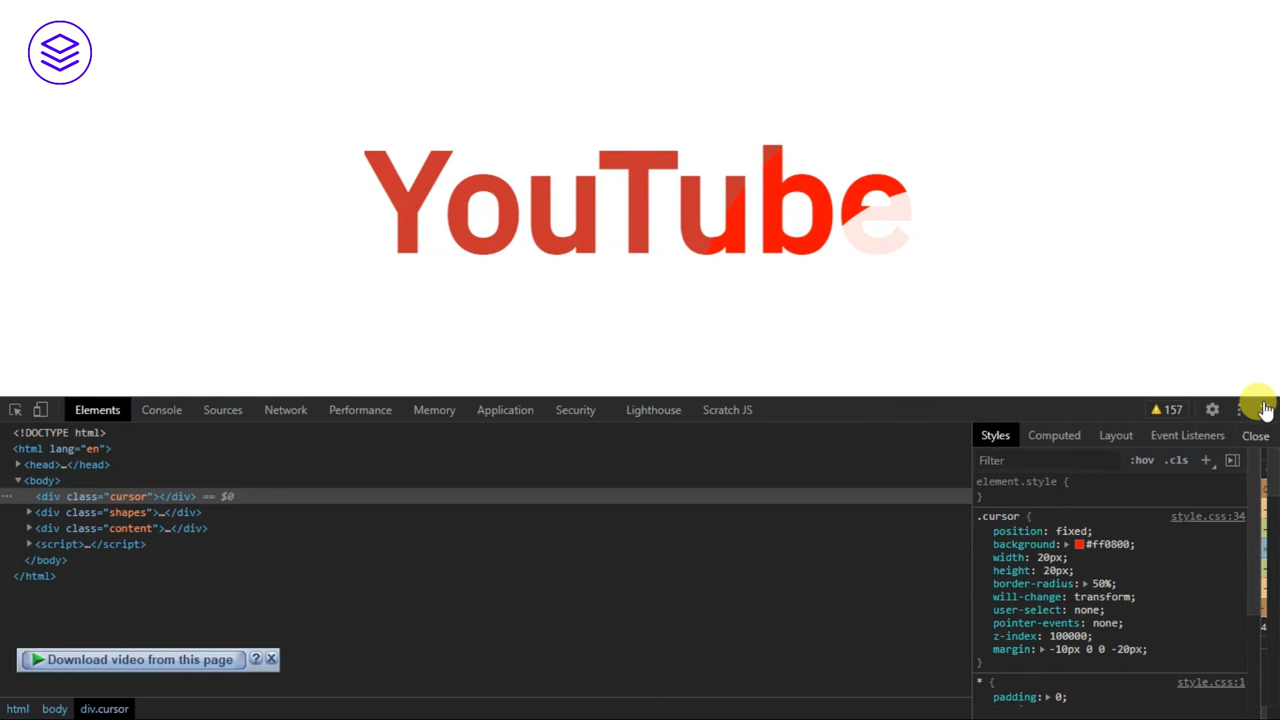 YouTube
Elements Console Sources Network Performance Memory Application Security Lighthouse Scratch JS 157
<!DOCTYPE html>
<html lang="en">
<head>…</head>
<body>
<div class="cursor"></div> == $0
<div class="shapes">…</div>
<div class="content">…</div>
<script>…</script>
</body>
</html>
Download video from this page ? X
html body div.cursor
Styles Computed Layout Event Listeners Close
Filter :hov .cls +
element.style {
}
.cursor { style.css:34
position: fixed;
background: #ff0800;
width: 20px;
height: 20px;
border-radius: 50%;
will-change: transform;
user-select: none;
pointer-events: none;
z-index: 100000;
margin: -10px 0 0 -20px;
}
* { style.css:1
padding: 0;